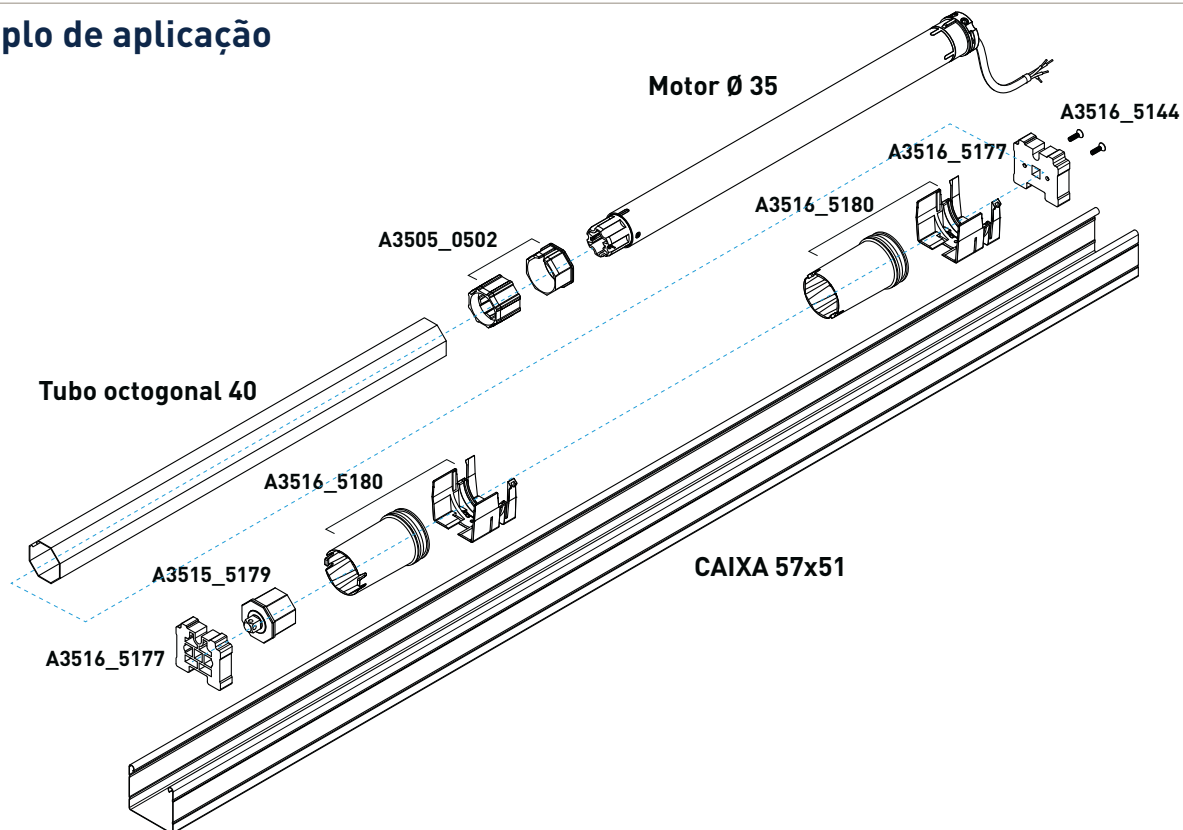 plo de aplicação
Motor Ø 35
A3516_5144
A3516_5177
A3516_5180
A3505_0502
Tubo octogonal 40
A3516_5180
CAIXA 57x51
A3515_5179
A3516_5177